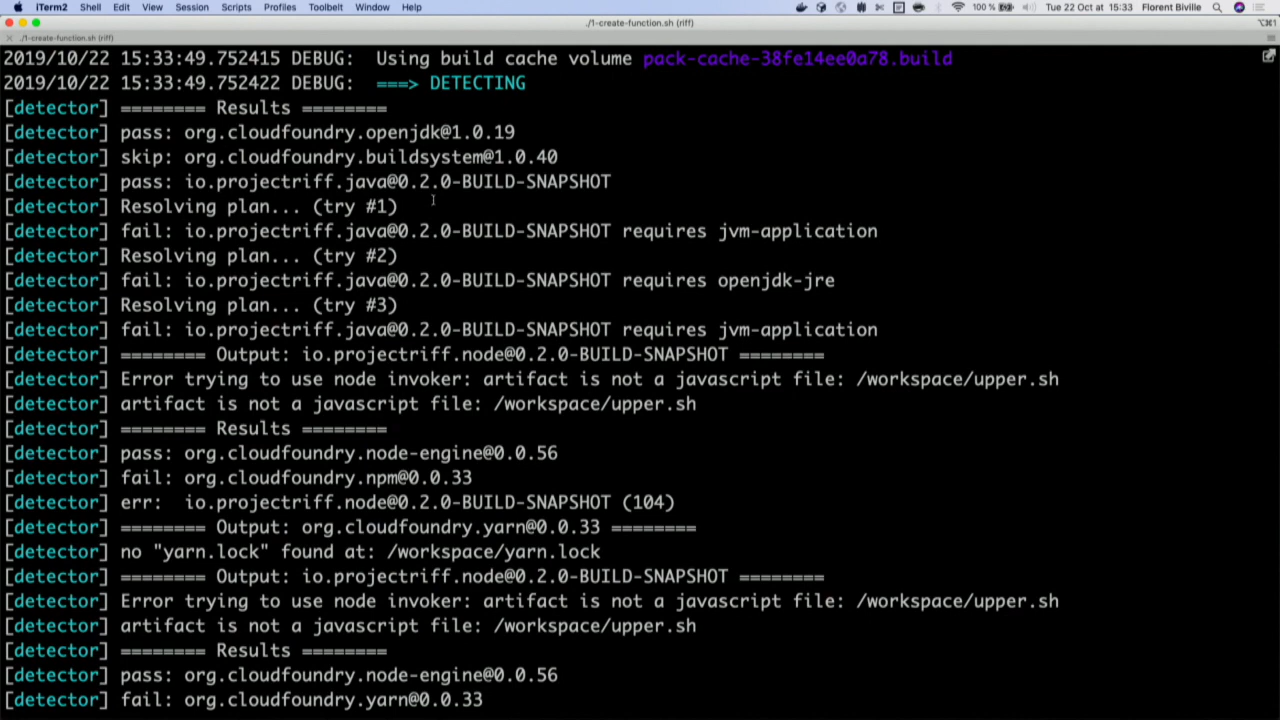 iTerm2 Shell Edit View Session Scripts Profiles Toolbelt Window Help 100 % Tue 22 Oct at 15:33 Florent Biville
./1-create-function.sh (riff)
⌥⌘1
./1-create-function.sh (riff)
2019/10/22 15:33:49.752415 DEBUG:  Using build cache volume pack-cache-38fe14ee0a78.build
2019/10/22 15:33:49.752422 DEBUG:  ===> DETECTING
[detector] ======== Results ========
[detector] pass: org.cloudfoundry.openjdk@1.0.19
[detector] skip: org.cloudfoundry.buildsystem@1.0.40
[detector] pass: io.projectriff.java@0.2.0-BUILD-SNAPSHOT
[detector] Resolving plan... (try #1)
[detector] fail: io.projectriff.java@0.2.0-BUILD-SNAPSHOT requires jvm-application
[detector] Resolving plan... (try #2)
[detector] fail: io.projectriff.java@0.2.0-BUILD-SNAPSHOT requires openjdk-jre
[detector] Resolving plan... (try #3)
[detector] fail: io.projectriff.java@0.2.0-BUILD-SNAPSHOT requires jvm-application
[detector] ======== Output: io.projectriff.node@0.2.0-BUILD-SNAPSHOT ========
[detector] Error trying to use node invoker: artifact is not a javascript file: /workspace/upper.sh
[detector] artifact is not a javascript file: /workspace/upper.sh
[detector] ======== Results ========
[detector] pass: org.cloudfoundry.node-engine@0.0.56
[detector] fail: org.cloudfoundry.npm@0.0.33
[detector] err:  io.projectriff.node@0.2.0-BUILD-SNAPSHOT (104)
[detector] ======== Output: org.cloudfoundry.yarn@0.0.33 ========
[detector] no "yarn.lock" found at: /workspace/yarn.lock
[detector] ======== Output: io.projectriff.node@0.2.0-BUILD-SNAPSHOT ========
[detector] Error trying to use node invoker: artifact is not a javascript file: /workspace/upper.sh
[detector] artifact is not a javascript file: /workspace/upper.sh
[detector] ======== Results ========
[detector] pass: org.cloudfoundry.node-engine@0.0.56
[detector] fail: org.cloudfoundry.yarn@0.0.33